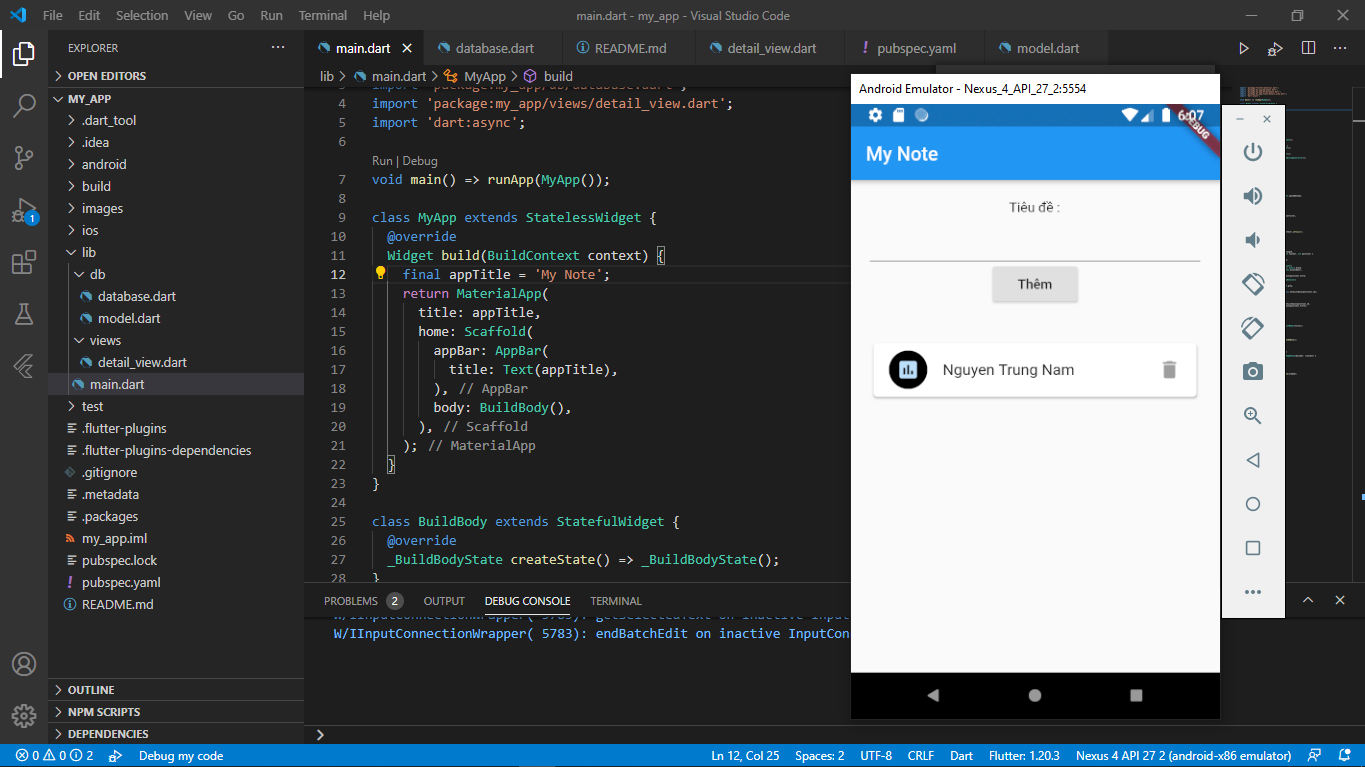 File Edit Selection View Go Run Terminal Help
main.dart - my_app - Visual Studio Code
EXPLORER
OPEN EDITORS
MY_APP
.dart_tool
.idea
android
build
images
ios
lib
db
database.dart
model.dart
views
detail_view.dart
main.dart
test
.flutter-plugins
.flutter-plugins-dependencies
.gitignore
.metadata
.packages
my_app.iml
pubspec.lock
pubspec.yaml
README.md
OUTLINE
NPM SCRIPTS
DEPENDENCIES
1
main.dart database.dart README.md detail_view.dart pubspec.yaml model.dart
lib > main.dart > MyApp > build
4 import 'package:my_app/views/detail_view.dart';
5 import 'dart:async';
6
Run | Debug
7 void main() => runApp(MyApp());
8
9 class MyApp extends StatelessWidget {
10 @override
11 Widget build(BuildContext context) {
12 final appTitle = 'My Note';
13 return MaterialApp(
14 title: appTitle,
15 home: Scaffold(
16 appBar: AppBar(
17 title: Text(appTitle),
18 ), // AppBar
19 body: BuildBody(),
20 ), // Scaffold
21 ); // MaterialApp
22 }
23 }
24
25 class BuildBody extends StatefulWidget {
26 @override
27 _BuildBodyState createState() => _BuildBodyState();
28 }
PROBLEMS 2 OUTPUT DEBUG CONSOLE TERMINAL
W/IInputConnectionWrapper( 5783): endBatchEdit on inactive InputCon
Android Emulator - Nexus_4_API_27_2:5554
6:07
DEBUG
My Note
Tiêu đề :
Thêm
Nguyen Trung Nam
0 0 2 Debug my code Ln 12, Col 25 Spaces: 2 UTF-8 CRLF Dart Flutter: 1.20.3 Nexus 4 API 27 2 (android-x86 emulator)